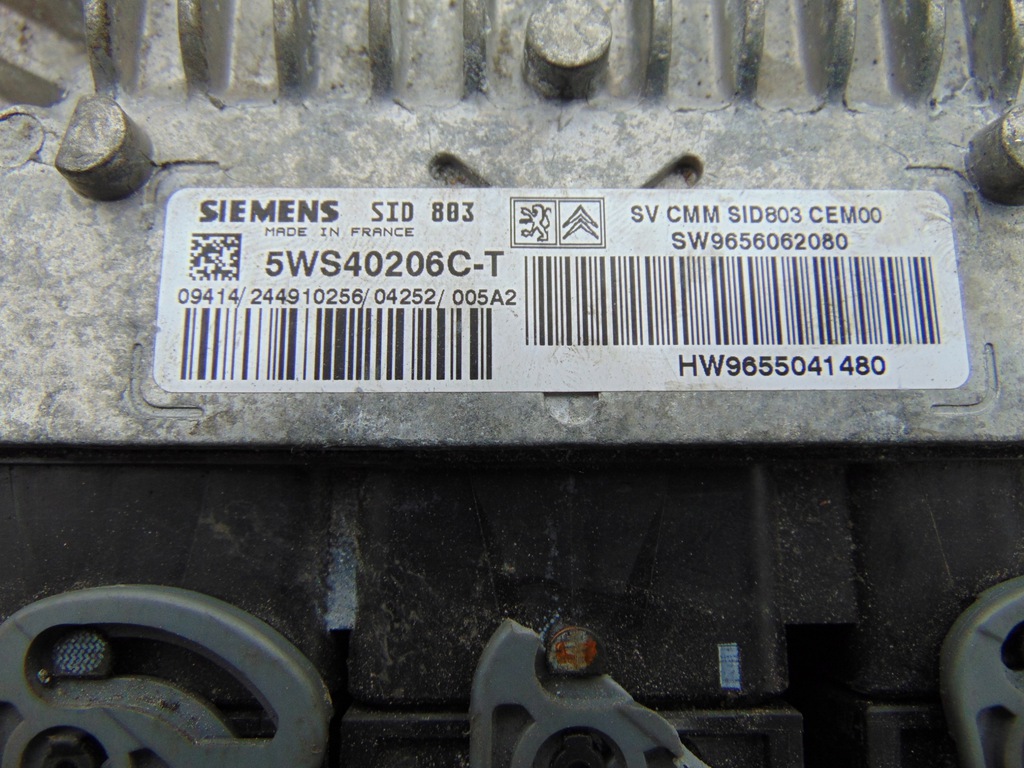 SIEMENS SID 803
MADE IN FRANCE
5WS40206C-T
09414/244910256/04252/005A2
SV CMM SID803 CEM00
SW9656062080
HW9655041480